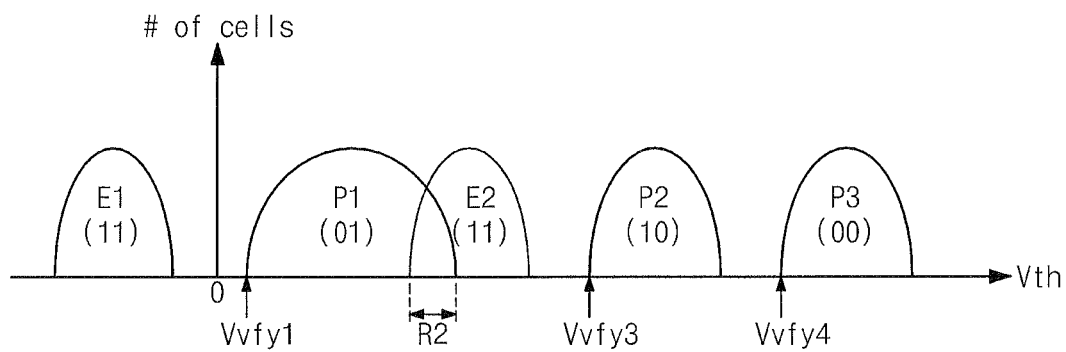 # of cells
E1 P1 E2 P2 P3
(11) (01) (11) (10) (00)
0
Vth
Vvfy1 R2 Vvfy3 Vvfy4